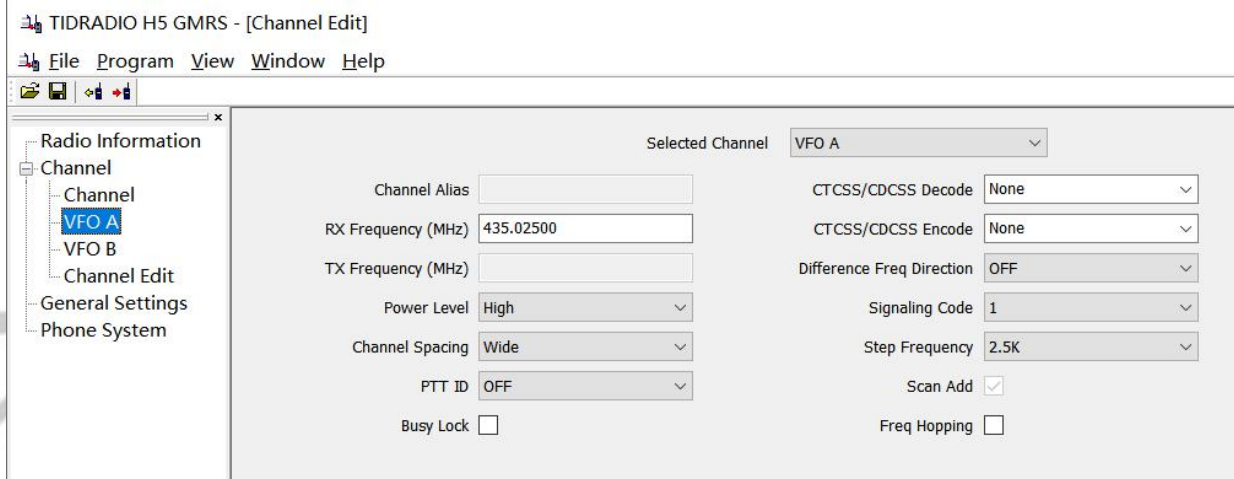 TIDRADIO H5 GMRS - [Channel Edit]
File Program View Window Help
Radio Information
Channel
Channel
VFO A
VFO B
Channel Edit
General Settings
Phone System
Selected Channel VFO A
Channel Alias
RX Frequency (MHz) 435.02500
TX Frequency (MHz)
Power Level High
Channel Spacing Wide
PTT ID OFF
Busy Lock
CTCSS/CDCSS Decode None
CTCSS/CDCSS Encode None
Difference Freq Direction OFF
Signaling Code 1
Step Frequency 2.5K
Scan Add
Freq Hopping